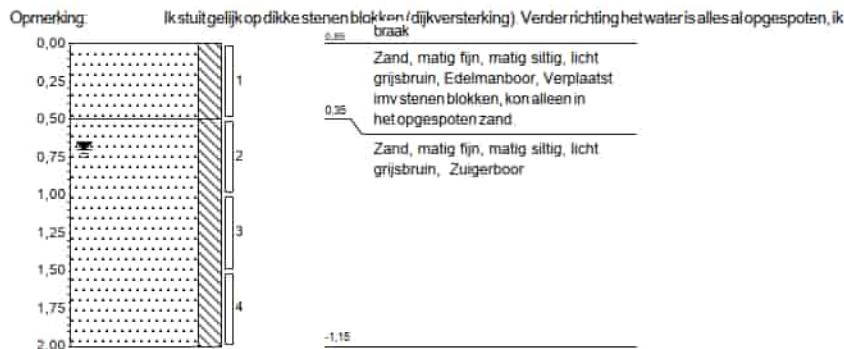 Opmerking: Ik stuit gelijk op dikke stenen blokken (dijkversterking). Verder richting het water is alles al opgespoten, ik
0,00
0,25
0,50
0,75
1,00
1,25
1,50
1,75
2,00
1
2
3
4
0,85
braak
Zand, matig fijn, matig siltig, licht
grijsbruin, Edelmanboor, Verplaatst
imv stenen blokken, kon alleen in
het opgespoten zand.
0,35
Zand, matig fijn, matig siltig, licht
grijsbruin, Zuigerboor
-1,15